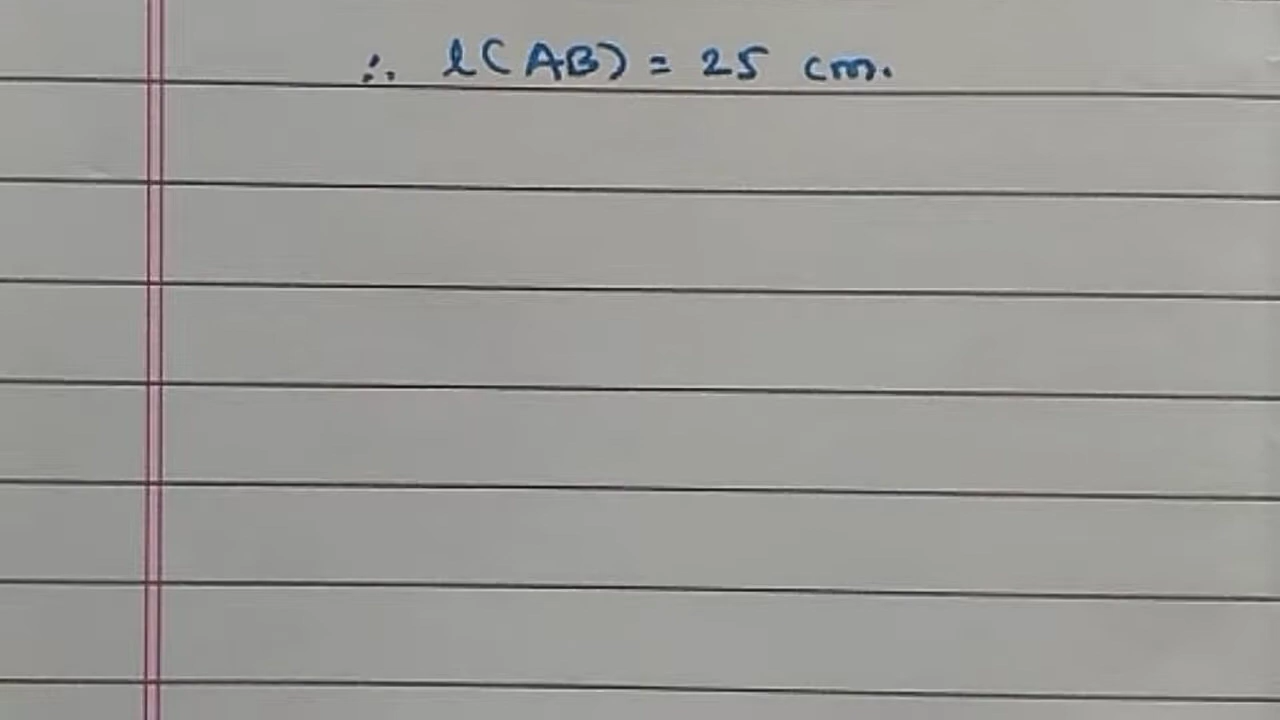 ∴ l(AB) = 25 cm.